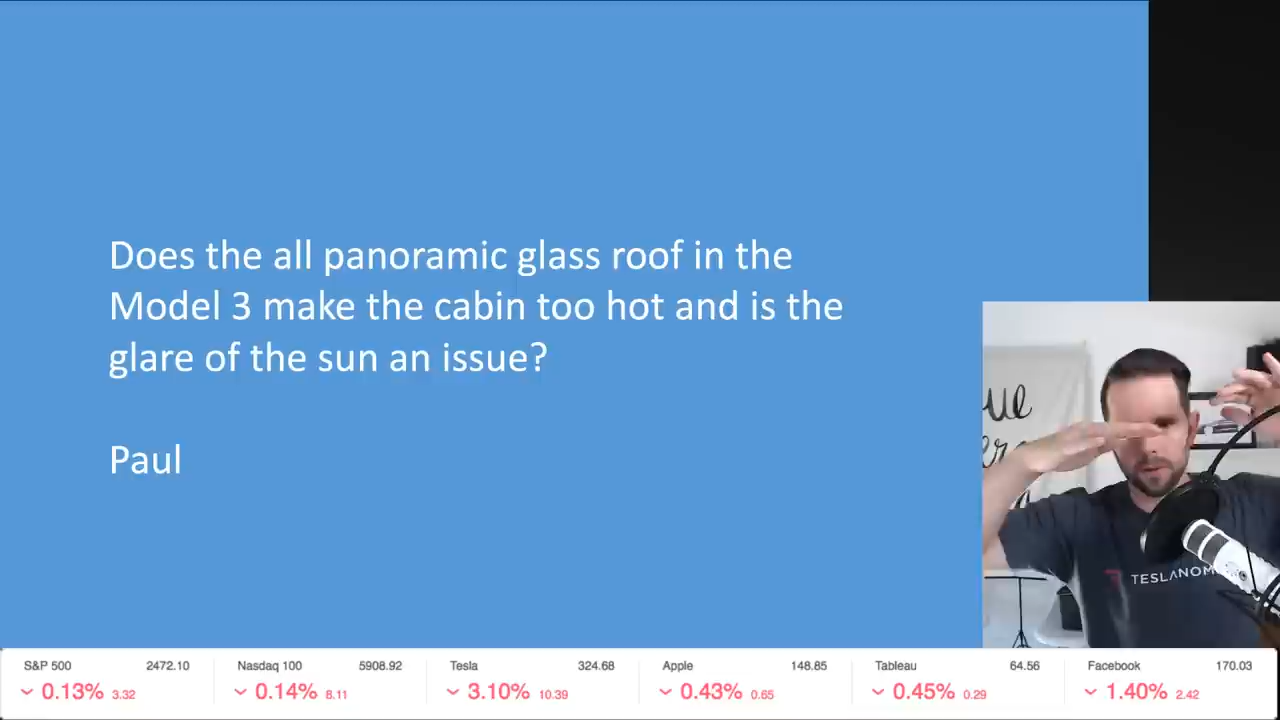 Does the all panoramic glass roof in the
Model 3 make the cabin too hot and is the
glare of the sun an issue?
Paul
TESLANOM
S&P 500 2472.10
0.13% 3.32
Nasdaq 100 5908.92
0.14% 8.11
Tesla 324.68
3.10% 10.39
Apple 148.85
0.43% 0.65
Tableau 64.56
0.45% 0.29
Facebook 170.03
1.40% 2.42